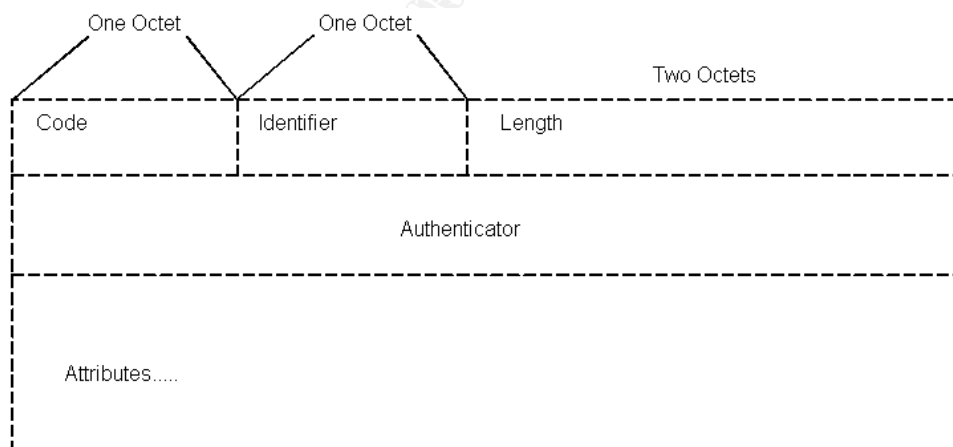 One Octet One Octet
Two Octets
Code Identifier Length
Authenticator
Attributes.....